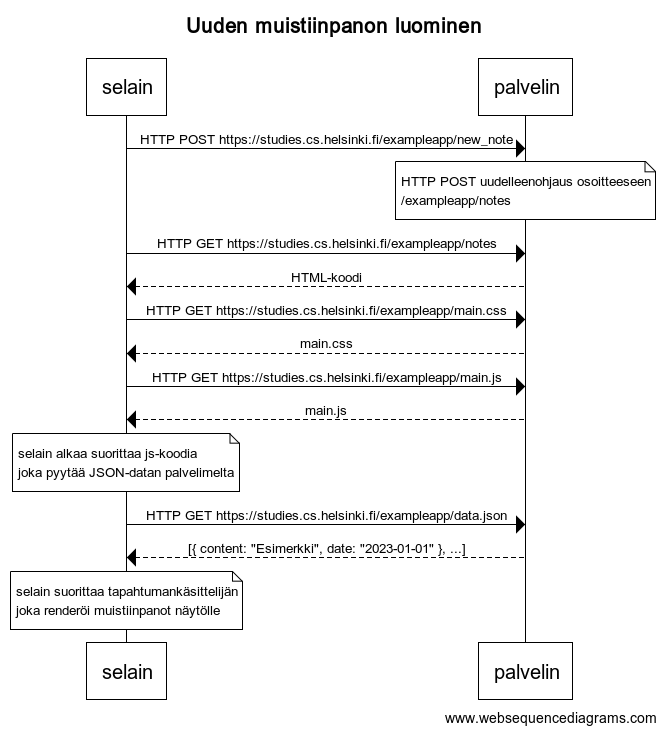 Uuden muistiinpanon luominen
selain
palvelin
HTTP POST https://studies.cs.helsinki.fi/exampleapp/new_note
HTTP POST uudelleenohjaus osoitteeseen
/exampleapp/notes
HTTP GET https://studies.cs.helsinki.fi/exampleapp/notes
HTML-koodi
HTTP GET https://studies.cs.helsinki.fi/exampleapp/main.css
main.css
HTTP GET https://studies.cs.helsinki.fi/exampleapp/main.js
main.js
selain alkaa suorittaa js-koodia
joka pyytää JSON-datan palvelimelta
HTTP GET https://studies.cs.helsinki.fi/exampleapp/data.json
[{ content: "Esimerkki", date: "2023-01-01" }, ...]
selain suorittaa tapahtumankäsittelijän
joka renderöi muistiinpanot näytölle
selain
palvelin
www.websequencediagrams.com